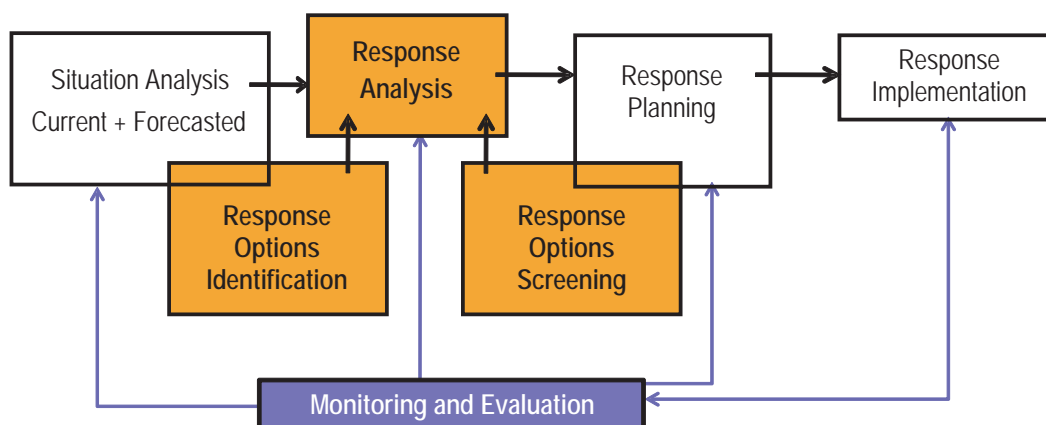 Situation Analysis
Current + Forecasted
Response
Analysis
Response
Planning
Response
Implementation
Response
Options
Identification
Response
Options
Screening
Monitoring and Evaluation